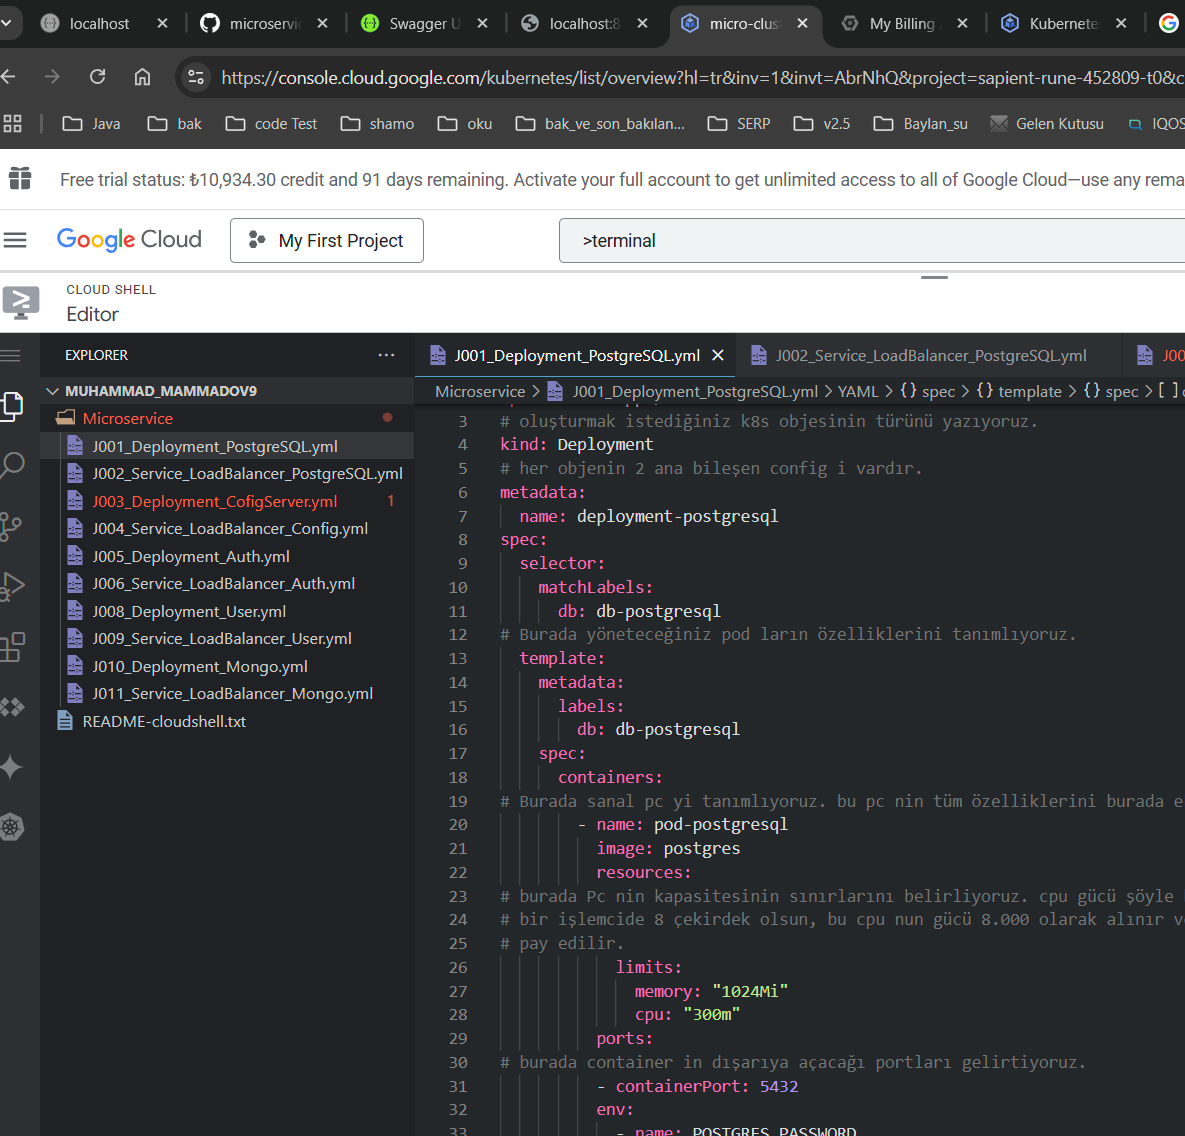 localhost
microservi
Swagger U
localhost:8
micro-clus
My Billing
Kubernete
https://console.cloud.google.com/kubernetes/list/overview?hl=tr&inv=1&invt=AbrNhQ&project=sapient-rune-452809-t0&c
Java
bak
code Test
shamo
oku
bak_ve_son_bakılan...
SERP
v2.5
Baylan_su
Gelen Kutusu
IQOS
Free trial status: ₺10,934.30 credit and 91 days remaining. Activate your full account to get unlimited access to all of Google Cloud—use any rema
Google Cloud
My First Project
>terminal
CLOUD SHELL
Editor
EXPLORER
MUHAMMAD_MAMMADOV9
Microservice
J001_Deployment_PostgreSQL.yml
J002_Service_LoadBalancer_PostgreSQL.yml
J003_Deployment_CofigServer.yml 1
J004_Service_LoadBalancer_Config.yml
J005_Deployment_Auth.yml
J006_Service_LoadBalancer_Auth.yml
J008_Deployment_User.yml
J009_Service_LoadBalancer_User.yml
J010_Deployment_Mongo.yml
J011_Service_LoadBalancer_Mongo.yml
README-cloudshell.txt
J001_Deployment_PostgreSQL.yml
J002_Service_LoadBalancer_PostgreSQL.yml
J00
Microservice > J001_Deployment_PostgreSQL.yml > YAML > {} spec > {} template > {} spec > [ ] c
3 # oluşturmak istediğiniz k8s objesinin türünü yazıyoruz.
4 kind: Deployment
5 # her objenin 2 ana bileşen config i vardır.
6 metadata:
7 name: deployment-postgresql
8 spec:
9 selector:
10 matchLabels:
11 db: db-postgresql
12 # Burada yöneteceğiniz pod ların özelliklerini tanımlıyoruz.
13 template:
14 metadata:
15 labels:
16 db: db-postgresql
17 spec:
18 containers:
19 # Burada sanal pc yi tanımlıyoruz. bu pc nin tüm özelliklerini burada e
20 - name: pod-postgresql
21 image: postgres
22 resources:
23 # burada Pc nin kapasitesinin sınırlarını belirliyoruz. cpu gücü şöyle
24 # bir işlemcide 8 çekirdek olsun, bu cpu nun gücü 8.000 olarak alınır v
25 # pay edilir.
26 limits:
27 memory: "1024Mi"
28 cpu: "300m"
29 ports:
30 # burada container in dışarıya açacağı portları gelirtiyoruz.
31 - containerPort: 5432
32 env:
33 - name: POSTGRES_PASSWORD